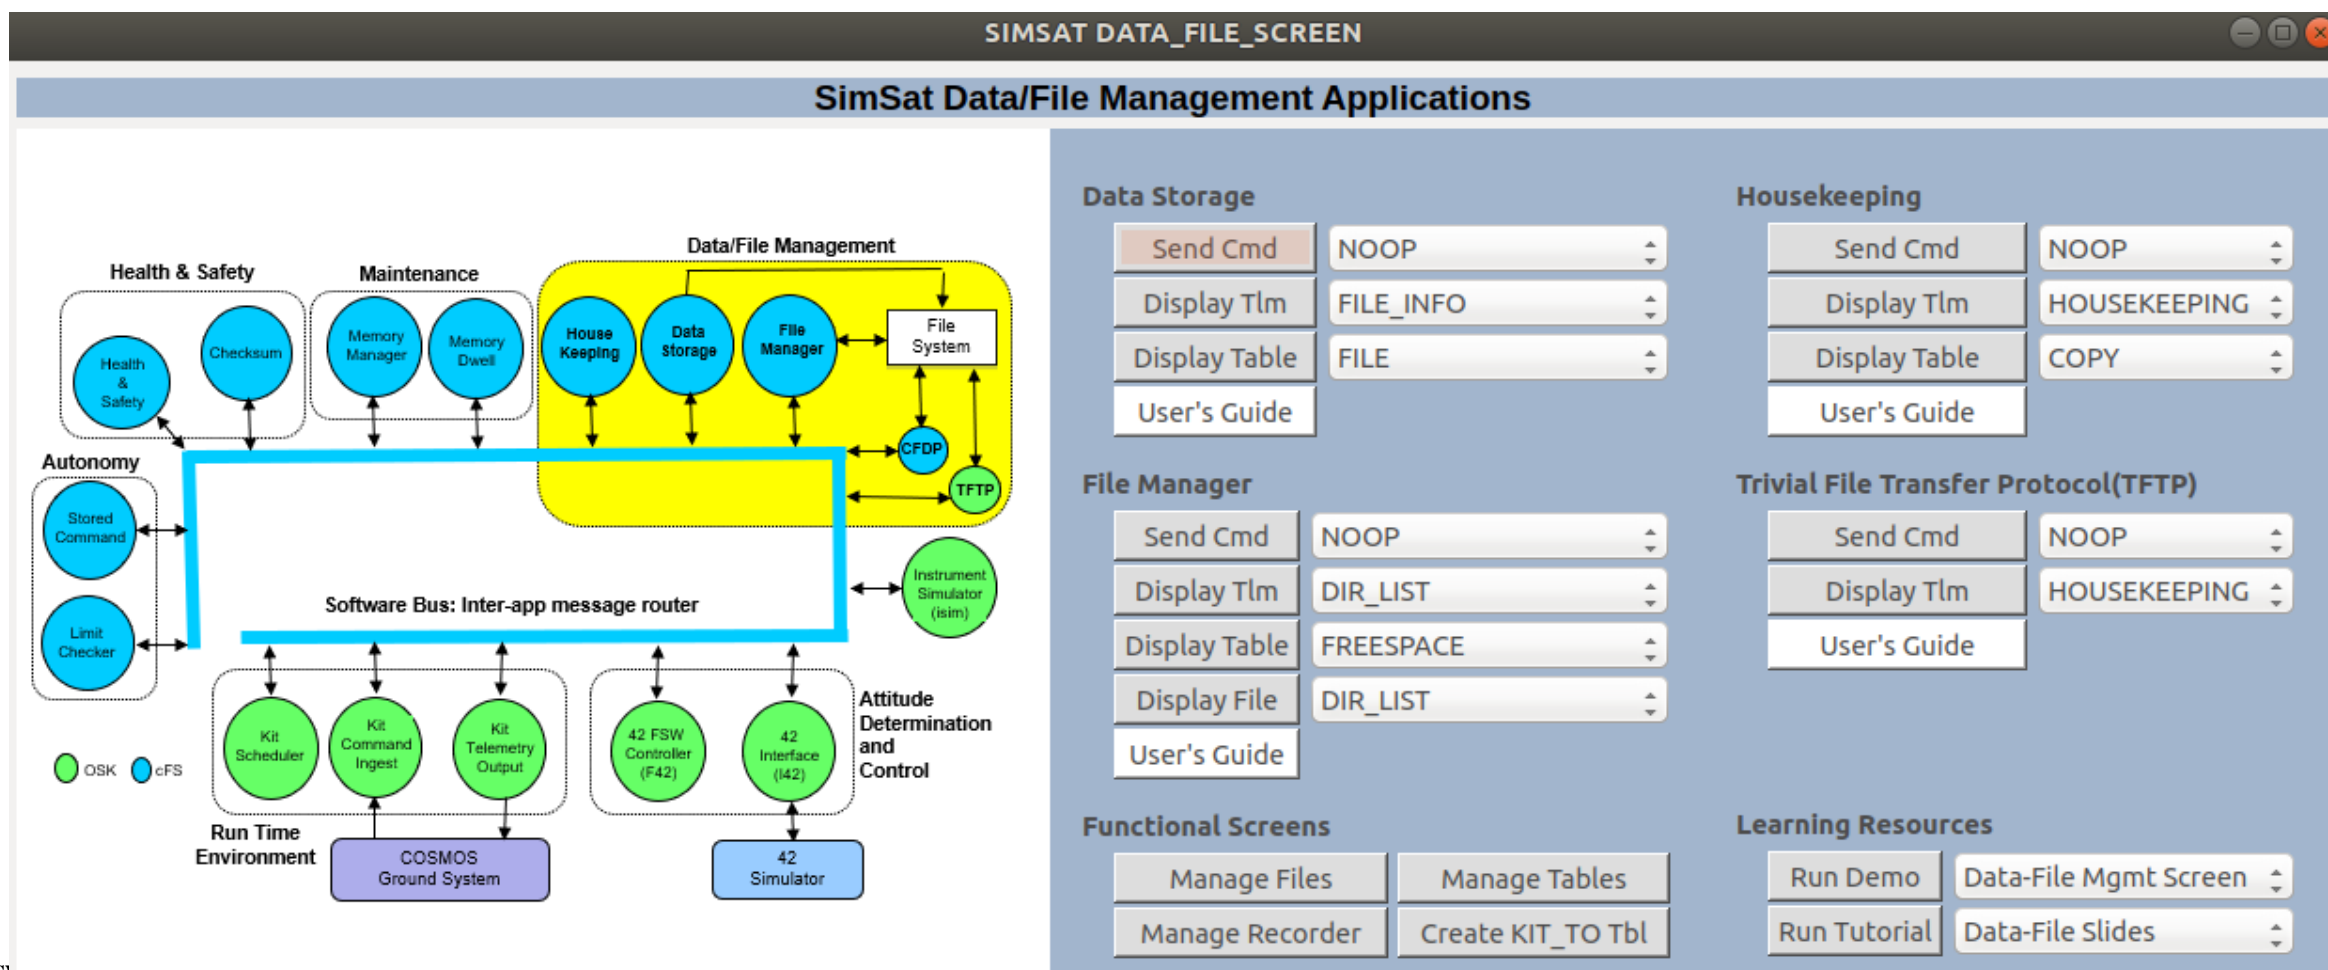 SIMSAT DATA_FILE_SCREEN
SimSat Data/File Management Applications
Data/File Management
Health & Safety
Maintenance
Health
&
Safety
Checksum
Memory
Manager
Memory
Dwell
House
Keeping
Data
Storage
File
Manager
File
System
CFDP
TFTP
Autonomy
Stored
Command
Limit
Checker
Instrument
Simulator
(isim)
Software Bus: Inter-app message router
Kit
Scheduler
Kit
Command
Ingest
Kit
Telemetry
Output
42 FSW
Controller
(F42)
42
Interface
(I42)
Attitude
Determination
and
Control
OSK
cFS
Run Time
Environment
COSMOS
Ground System
42
Simulator
Data Storage
Send Cmd NOOP
Display Tlm FILE_INFO
Display Table FILE
User's Guide
Housekeeping
Send Cmd NOOP
Display Tlm HOUSEKEEPING
Display Table COPY
User's Guide
File Manager
Send Cmd NOOP
Display Tlm DIR_LIST
Display Table FREESPACE
Display File DIR_LIST
User's Guide
Trivial File Transfer Protocol(TFTP)
Send Cmd NOOP
Display Tlm HOUSEKEEPING
User's Guide
Functional Screens
Manage Files Manage Tables
Manage Recorder Create KIT_TO Tbl
Learning Resources
Run Demo Data-File Mgmt Screen
Run Tutorial Data-File Slides